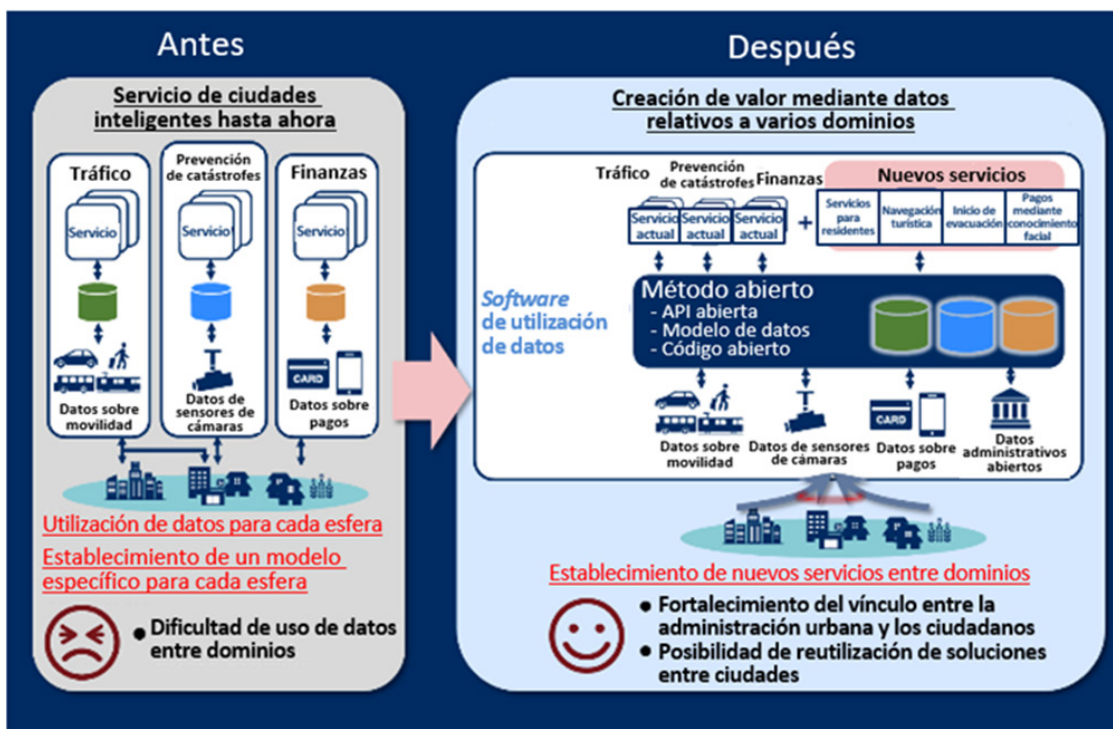 Antes
Servicio de ciudades
inteligentes hasta ahora
Tráfico
Servicio
Datos sobre
movilidad
Prevención
de catástrofes
Servicio
Datos de
sensores de
cámaras
Finanzas
Servicio
CARD
Datos sobre
pagos
Utilización de datos para cada esfera
Establecimiento de un modelo
específico para cada esfera
• Dificultad de uso de datos
entre dominios
Después
Creación de valor mediante datos
relativos a varios dominios
Tráfico
Prevención
de catástrofes
Finanzas
Servicio
actual
Servicio
actual
Servicio
actual
+
Nuevos servicios
Servicios
para
residentes
Navegación
turística
Inicio de
evacuación
Pagos
mediante
conocimiento
facial
Software
de utilización
de datos
Método abierto
- API abierta
- Modelo de datos
- Código abierto
Datos sobre
movilidad
Datos de sensores
de cámaras
CARD
Datos sobre
pagos
Datos
administrativos
abiertos
Establecimiento de nuevos servicios entre dominios
• Fortalecimiento del vínculo entre la
administración urbana y los ciudadanos
• Posibilidad de reutilización de soluciones
entre ciudades